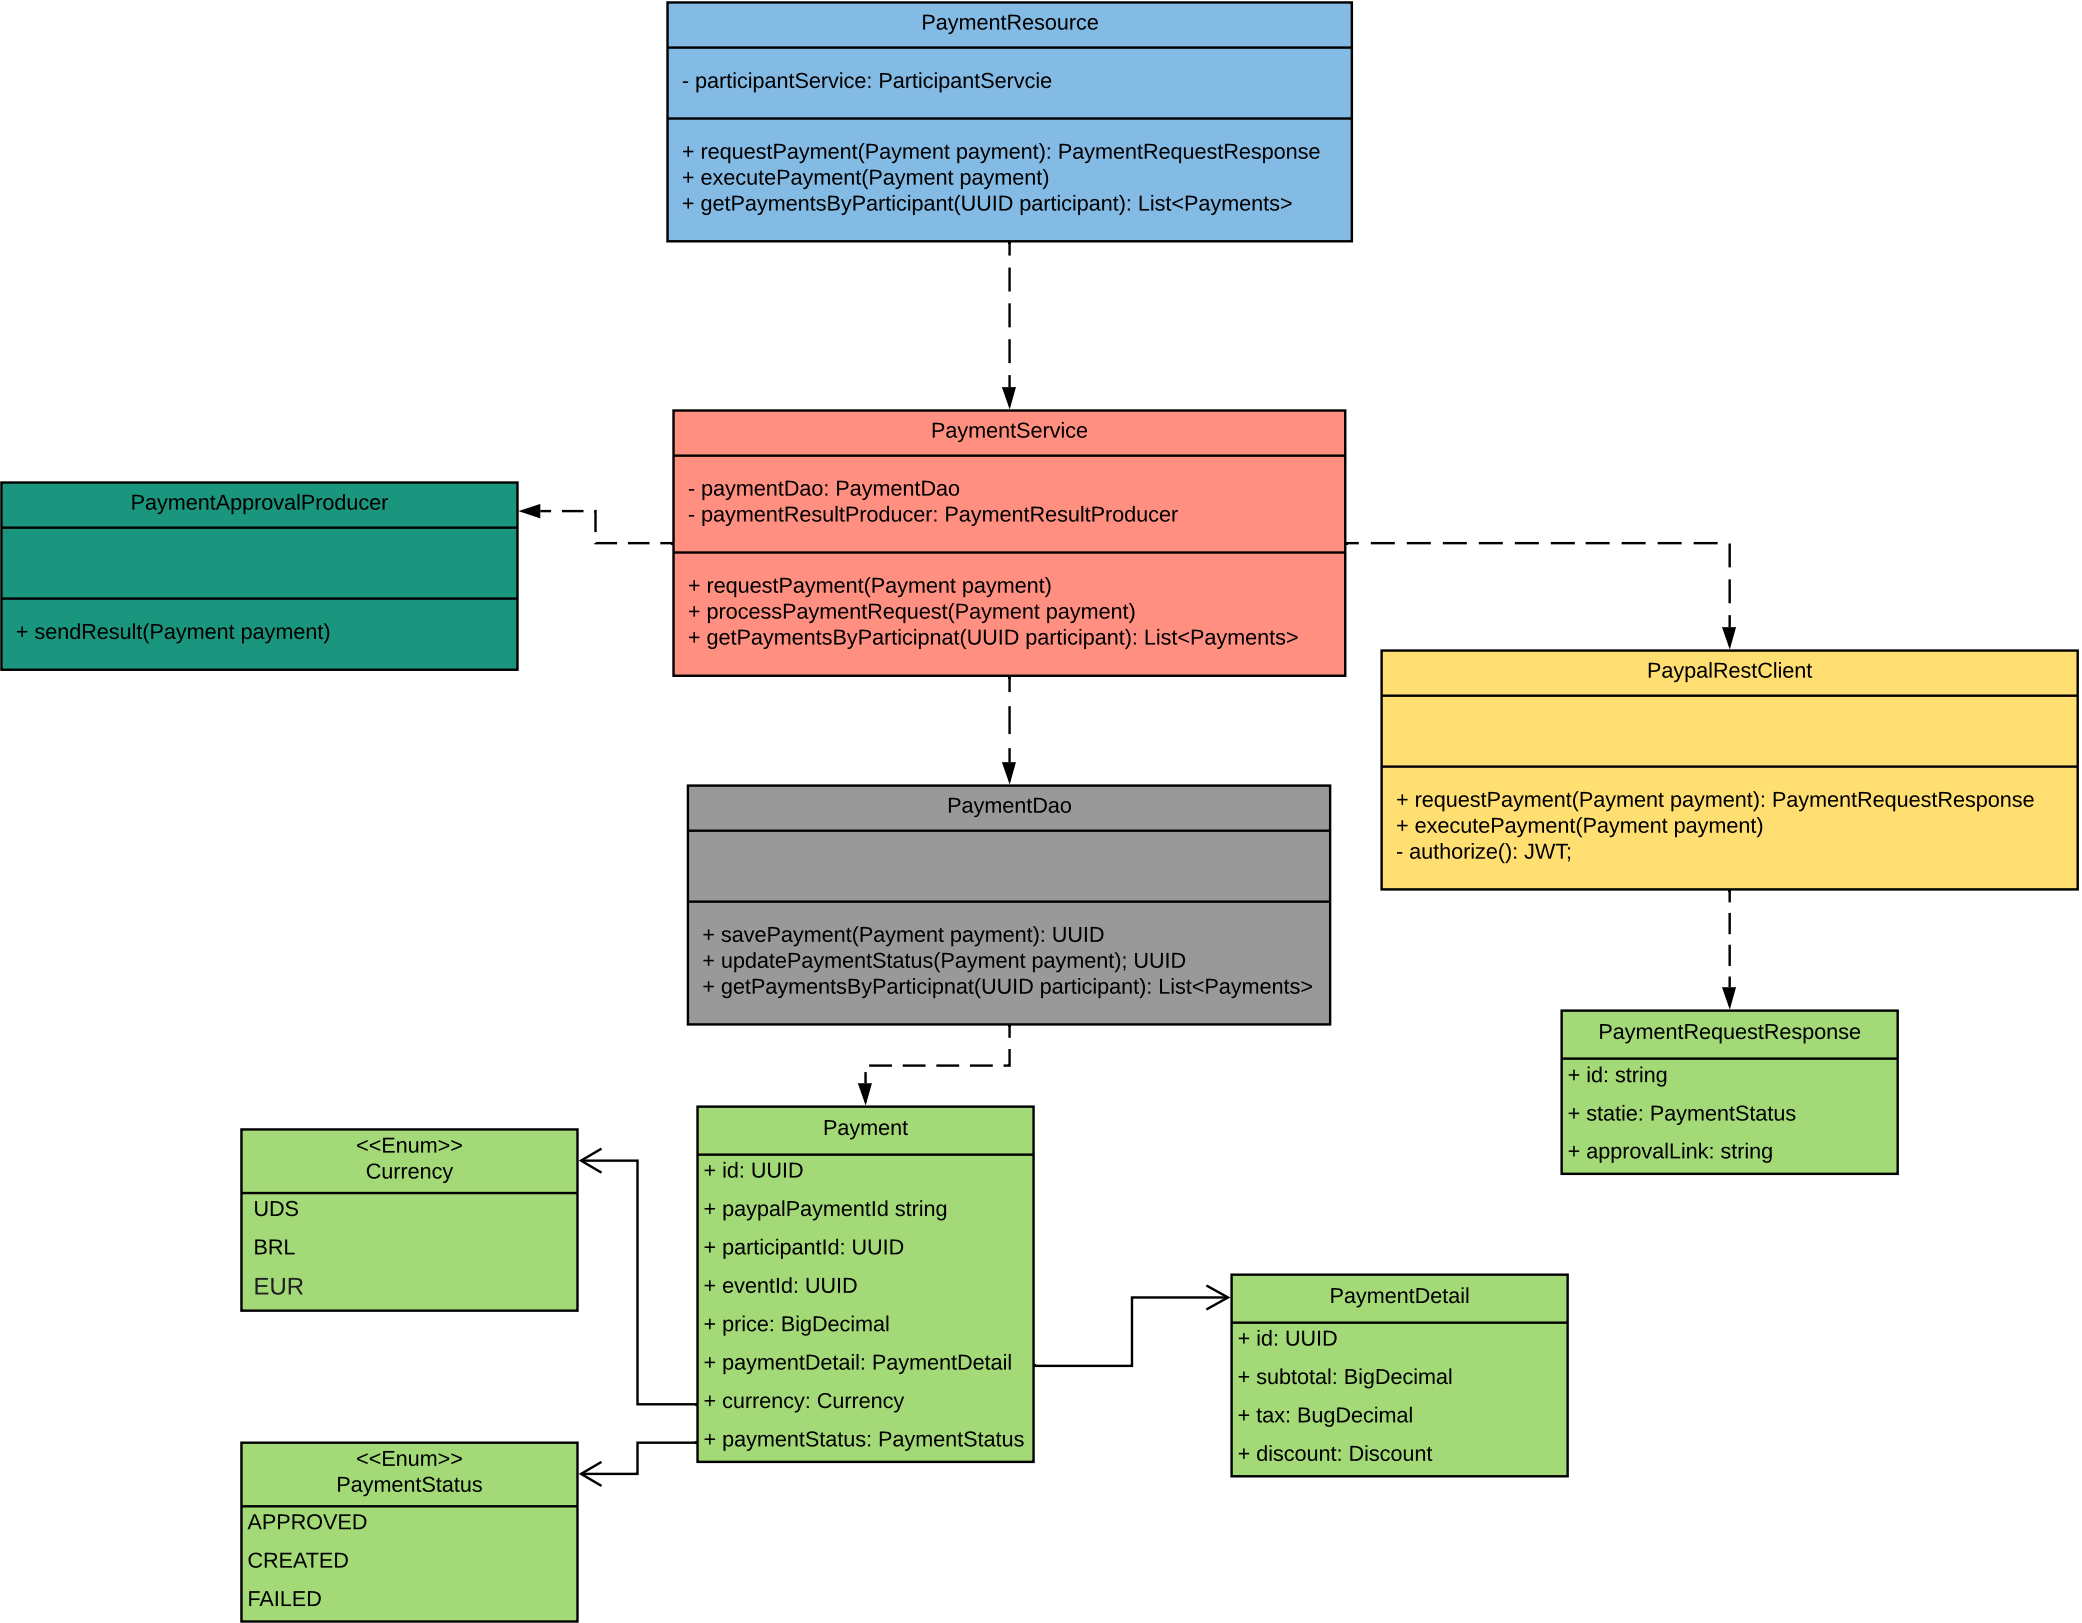 PaymentResource
- participantService: ParticipantServcie
+ requestPayment(Payment payment): PaymentRequestResponse
+ executePayment(Payment payment)
+ getPaymentsByParticipant(UUID participant): List<Payments>
PaymentService
- paymentDao: PaymentDao
- paymentResultProducer: PaymentResultProducer
+ requestPayment(Payment payment)
+ processPaymentRequest(Payment payment)
+ getPaymentsByParticipnat(UUID participant): List<Payments>
PaymentApprovalProducer
+ sendResult(Payment payment)
PaypalRestClient
+ requestPayment(Payment payment): PaymentRequestResponse
+ executePayment(Payment payment)
- authorize(): JWT;
PaymentDao
+ savePayment(Payment payment): UUID
+ updatePaymentStatus(Payment payment); UUID
+ getPaymentsByParticipnat(UUID participant): List<Payments>
PaymentRequestResponse
+ id: string
+ statie: PaymentStatus
+ approvalLink: string
Payment
+ id: UUID
+ paypalPaymentId string
+ participantId: UUID
+ eventId: UUID
+ price: BigDecimal
+ paymentDetail: PaymentDetail
+ currency: Currency
+ paymentStatus: PaymentStatus
<<Enum>>
Currency
UDS
BRL
EUR
PaymentDetail
+ id: UUID
+ subtotal: BigDecimal
+ tax: BugDecimal
+ discount: Discount
<<Enum>>
PaymentStatus
APPROVED
CREATED
FAILED